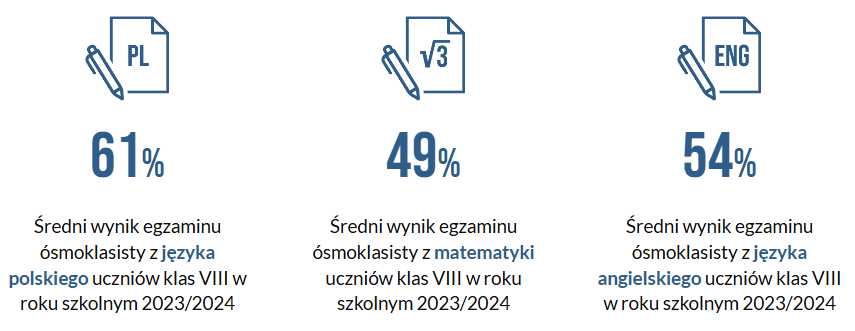 PL
61%
Średni wynik egzaminu
ósmoklasisty z języka
polskiego uczniów klas VIII w
roku szkolnym 2023/2024
√3
49%
Średni wynik egzaminu
ósmoklasisty z matematyki
uczniów klas VIII w roku
szkolnym 2023/2024
ENG
54%
Średni wynik egzaminu
ósmoklasisty z języka
angielskiego uczniów klas VIII
w roku szkolnym 2023/2024